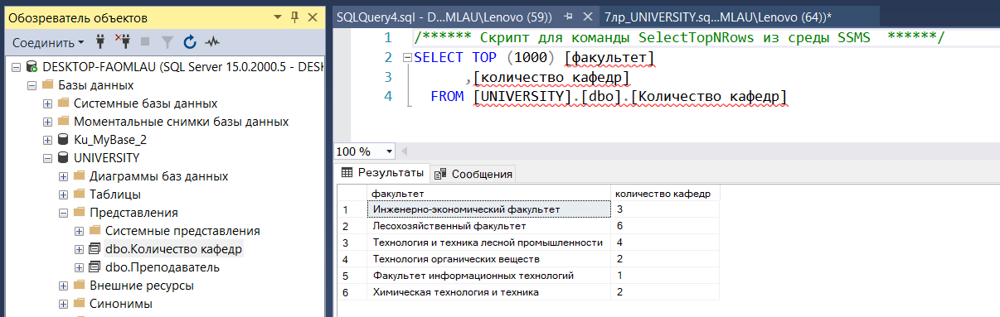 Обозреватель объектов
Соединить
DESKTOP-FAOMLAU (SQL Server 15.0.2000.5 - DESK
Базы данных
Системные базы данных
Моментальные снимки базы данных
Ku_MyBase_2
UNIVERSITY
Диаграммы баз данных
Таблицы
Представления
Системные представления
dbo.Количество кафедр
dbo.Преподаватель
Внешние ресурсы
Синонимы
SQLQuery4.sql - D...MLAU\Lenovo (59))
7лр_UNIVERSITY.sq...MLAU\Lenovo (64))*
1 /****** Скрипт для команды SelectTopNRows из среды SSMS ******/
2 SELECT TOP (1000) [факультет]
3 ,[количество кафедр]
4 FROM [UNIVERSITY].[dbo].[Количество кафедр]
100 %
Результаты Сообщения
факультет количество кафедр
1 Инженерно-экономический факультет 3
2 Лесохозяйственный факультет 6
3 Технология и техника лесной промышленности 4
4 Технология органических веществ 2
5 Факультет информационных технологий 1
6 Химическая технология и техника 2